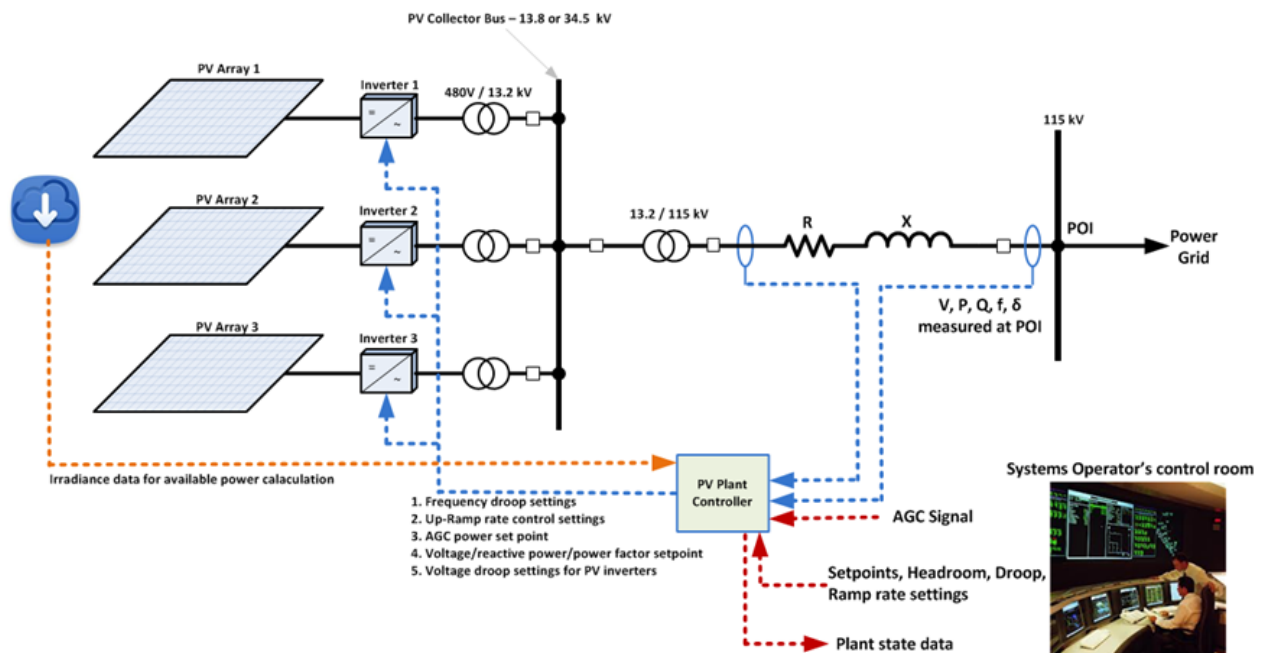 PV Collector Bus – 13.8 or 34.5 kV
PV Array 1
Inverter 1
480V / 13.2 kV
115 kV
PV Array 2
Inverter 2
13.2 / 115 kV
R
X
POI
Power
Grid
V, P, Q, f, δ
measured at POI
PV Array 3
Inverter 3
=
~
=
~
=
~
Irradiance data for available power calaculation
PV Plant
Controller
1. Frequency droop settings
2. Up-Ramp rate control settings
3. AGC power set point
4. Voltage/reactive power/power factor setpoint
5. Voltage droop settings for PV inverters
AGC Signal
Setpoints, Headroom, Droop,
Ramp rate settings
Plant state data
Systems Operator's control room